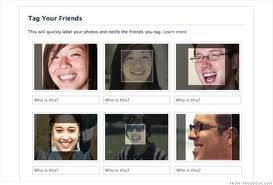 Tag Your Friends
This will quickly label your photos and notify the friends you tag. Learn more
Who is this? Who is this? Who is this?
Who is this? Who is this? Who is this?